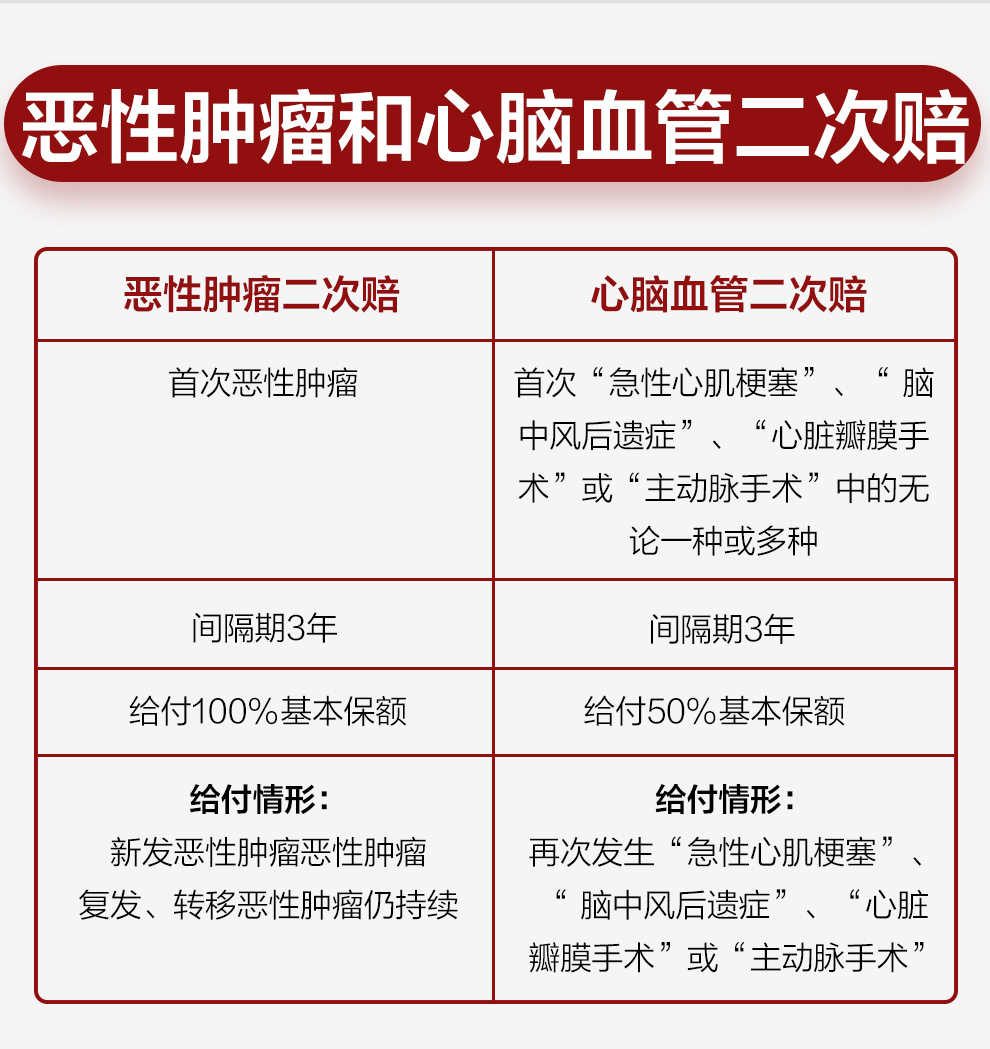 恶性肿瘤和心脑血管二次赔
恶性肿瘤二次赔
心脑血管二次赔
首次恶性肿瘤
首次“急性心肌梗塞”、“脑
中风后遗症”、“心脏瓣膜手
术”或“主动脉手术”中的无
论一种或多种
间隔期3年
间隔期3年
给付100%基本保额
给付50%基本保额
给付情形：
新发恶性肿瘤恶性肿瘤
复发、转移恶性肿瘤仍持续
给付情形：
再次发生“急性心肌梗塞”、
“脑中风后遗症”、“心脏
瓣膜手术”或“主动脉手术”